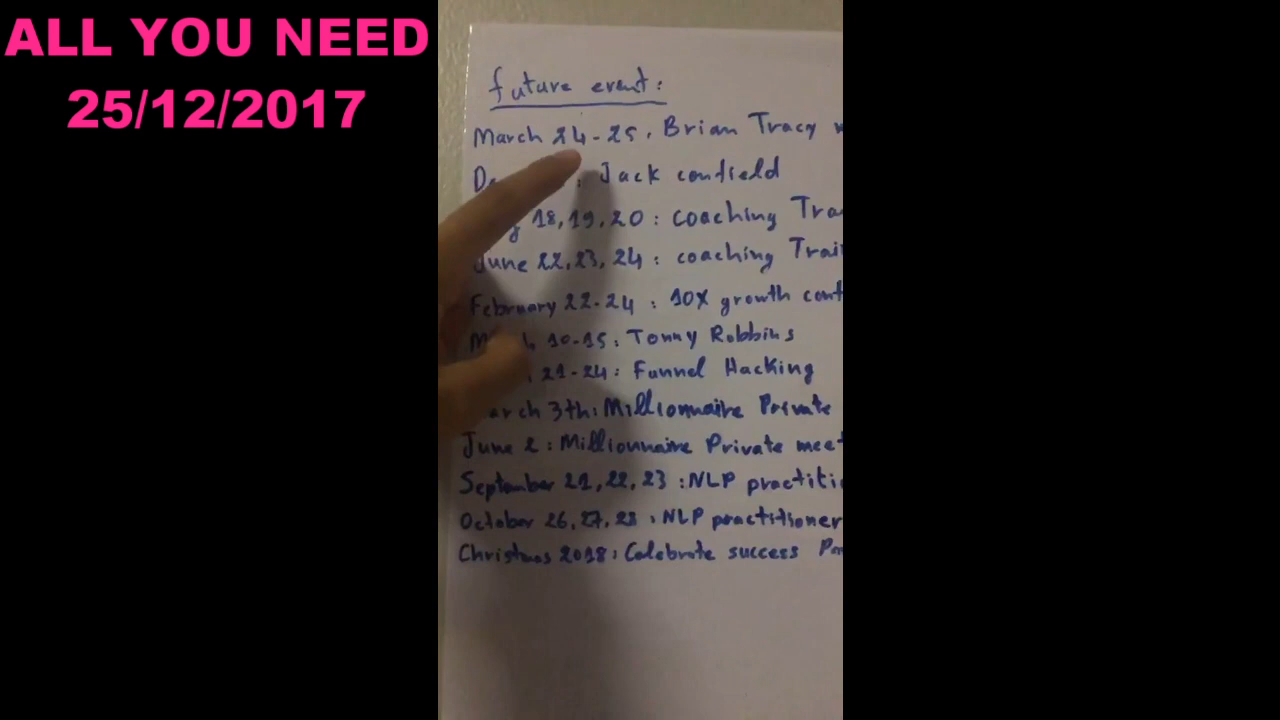 ALL YOU NEED
25/12/2017
future event:
March 24-25. Brian Tracy
: Jack confield
18,19,20: coaching
June 22,23,24: coaching
February 22-24 : 10X growth
10-15: Tonny Robbins
21-24: Funnel Hacking
March 3th: Millionnaire Private
June 2: Millionnaire Private
September 21,22,23: NLP
October 26,27,28: NLP practitioner
Christmas 2018: Celebrate success